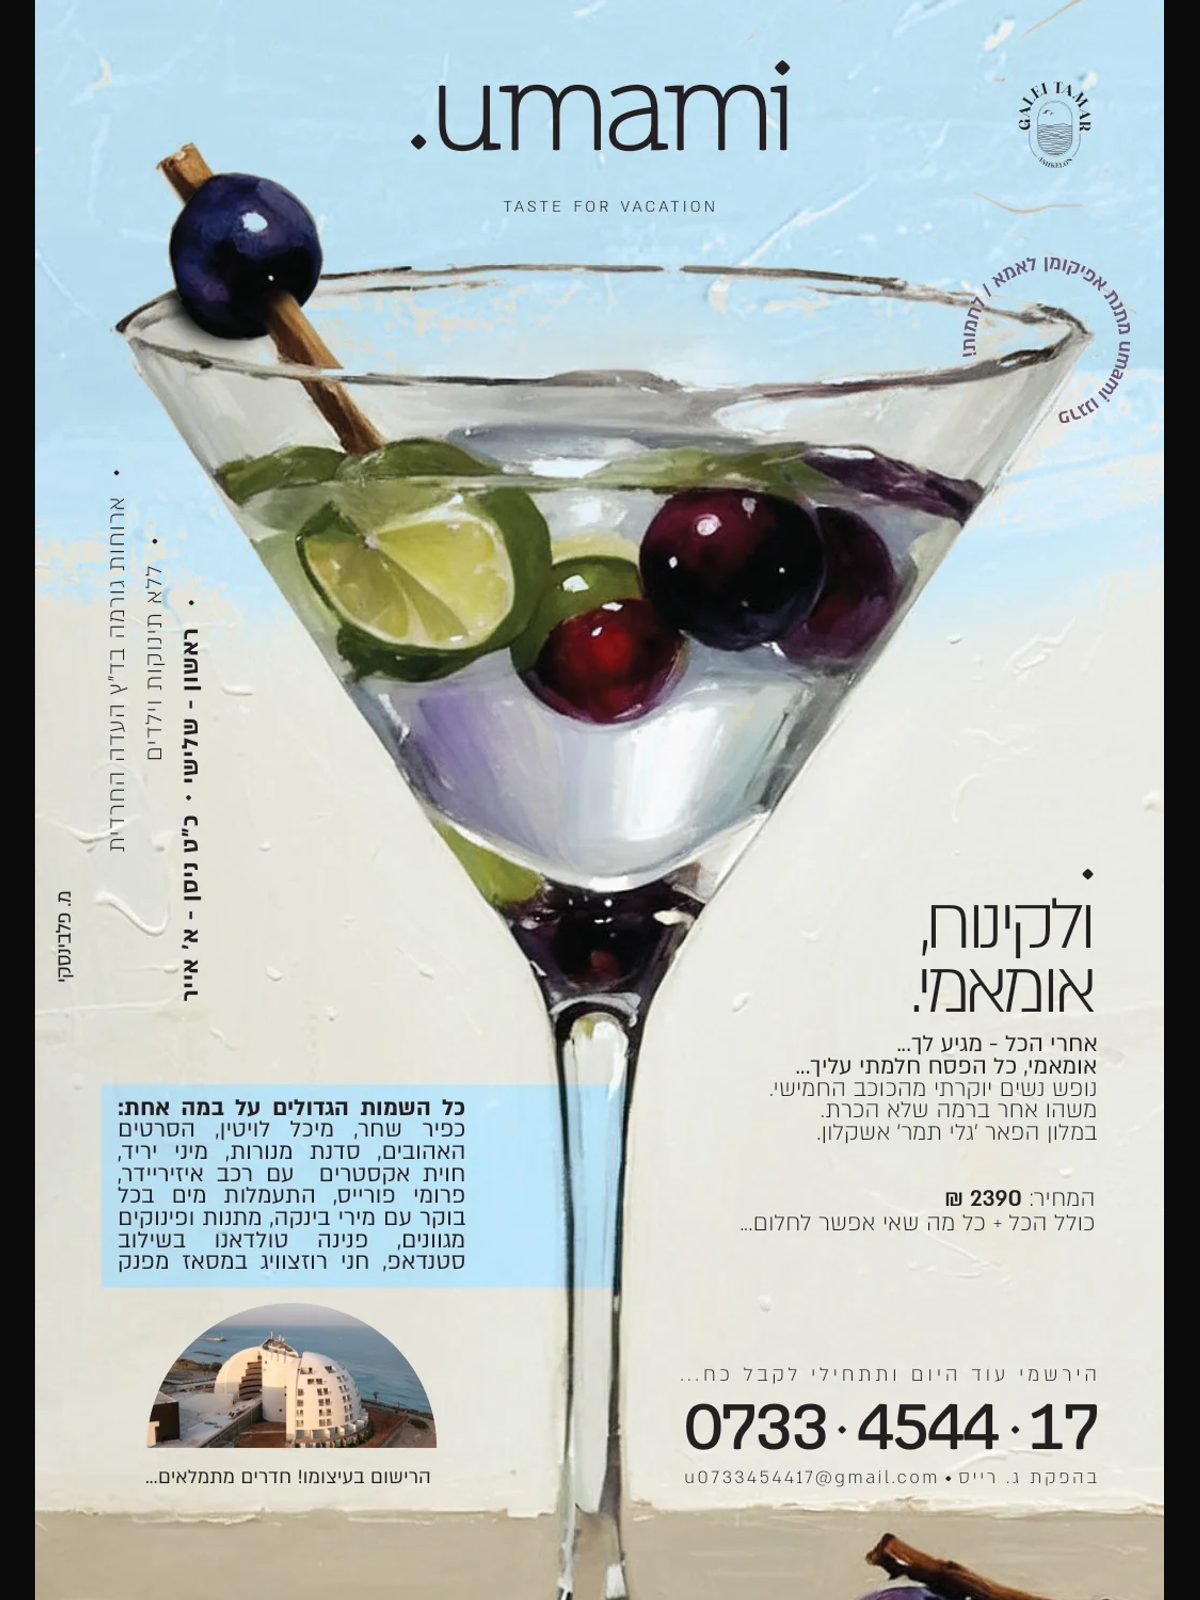 umami.
TASTE FOR VACATION
GALEI TAMAR
ASHKELON
פרגנו umami מתנת אפיקומן לאמא / לחמות!
• ארוחות גורמה בד״ץ העדה החרדית
• ללא תינוקות וילדים
• ראשון - שלישי • כ״ט ניסן - א׳ אייר
מ. פלבינסקי
ולקינוח,
אומאמי.
אחרי הכל - מגיע לך...
אומאמי, כל הפסח חלמתי עליך...
נופש נשים יוקרתי מהכוכב החמישי.
משהו אחר ברמה שלא הכרת.
במלון הפאר ׳גלי תמר׳ אשקלון.
המחיר: 2390 ₪
כולל הכל + כל מה שאי אפשר לחלום...
כל השמות הגדולים על במה אחת:
כפיר שחר, מיכל לויטין, הסרטים
האהובים, סדנת מנורות, מיני יריד,
חוית אקסטרים עם רכב איזיריידר,
פרומי פורייס, התעמלות מים בכל
בוקר עם מירי בינקה, מתנות ופינוקים
מגוונים, פנינה טולדאנו בשילוב
סטנדאפ, חני רוזצוויג במסאז מפנק
הרישום בעיצומו! חדרים מתמלאים...
הירשמי עוד היום ותתחילי לקבל כח...
0733·4544·17
בהפקת ג. רייס • u0733454417@gmail.com